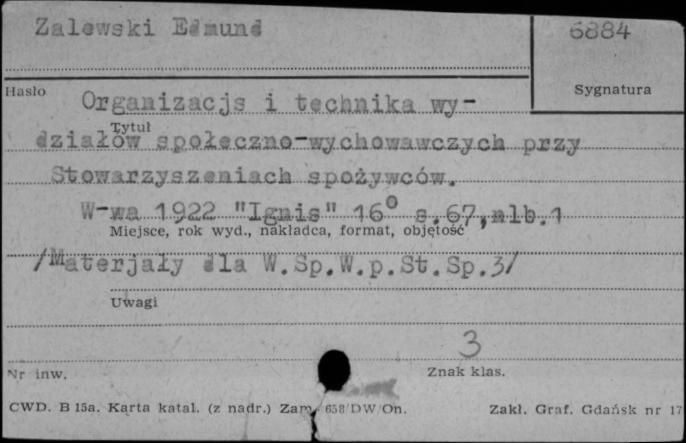 Zalewski Edmund
6884
Hasło
Sygnatura
Organizacjs i technika wy-
Tytuł
działów społeczno-wychowawczych przy
Stowarzyszeniach spożywców.
W-wa 1922 "Ignis" 16° s.67,nlb.1
Miejsce, rok wyd., nakładca, format, objętość
/Materjały dla W.Sp.W.p.St.Sp.3/
Uwagi
3
Nr inw.
Znak klas.
CWD. B 15a. Karta katal. (z nadr.) Zam. 658/DW/On.
Zakł. Graf. Gdańsk nr 17